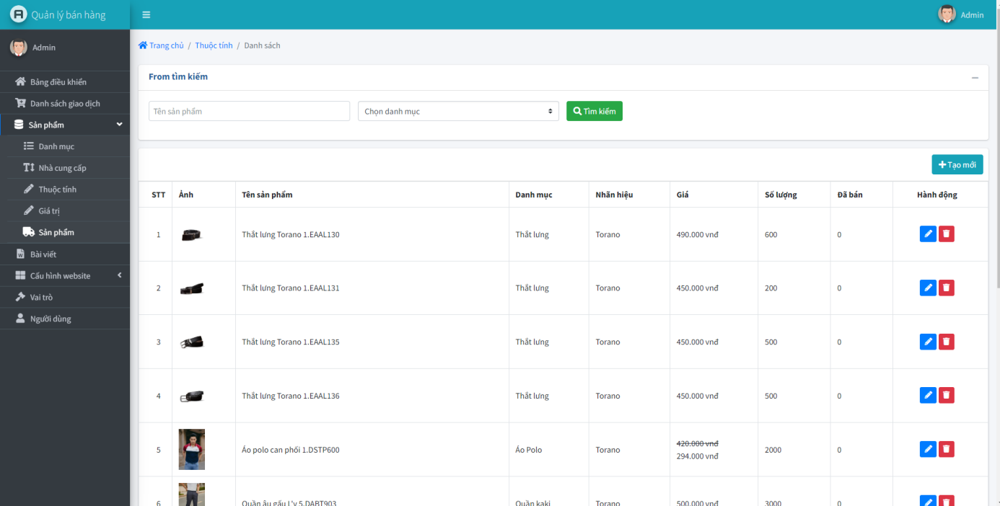 Quản lý bán hàng
Admin
Admin
Trang chủ / Thuộc tính / Danh sách
Bảng điều khiển
Danh sách giao dịch
Sản phẩm
Danh mục
Nhà cung cấp
Thuộc tính
Giá trị
Sản phẩm
Bài viết
Cấu hình website
Vai trò
Người dùng
From tìm kiếm
Tên sản phẩm Chọn danh mục Tìm kiếm
Tạo mới
STT Ảnh Tên sản phẩm Danh mục Nhãn hiệu Giá Số lượng Đã bán Hành động
1 Thắt lưng Torano 1.EAAL130 Thắt lưng Torano 490.000 vnđ 600 0
2 Thắt lưng Torano 1.EAAL131 Thắt lưng Torano 450.000 vnđ 200 0
3 Thắt lưng Torano 1.EAAL135 Thắt lưng Torano 450.000 vnđ 500 0
4 Thắt lưng Torano 1.EAAL136 Thắt lưng Torano 450.000 vnđ 500 0
5 Áo polo can phối 1.DSTP600 Áo Polo Torano 420.000 vnđ 294.000 vnđ 2000 0
6 Quần âu gấu L'v 5.DABT903 Quần kaki Torano 500.000 vnđ 3000 0